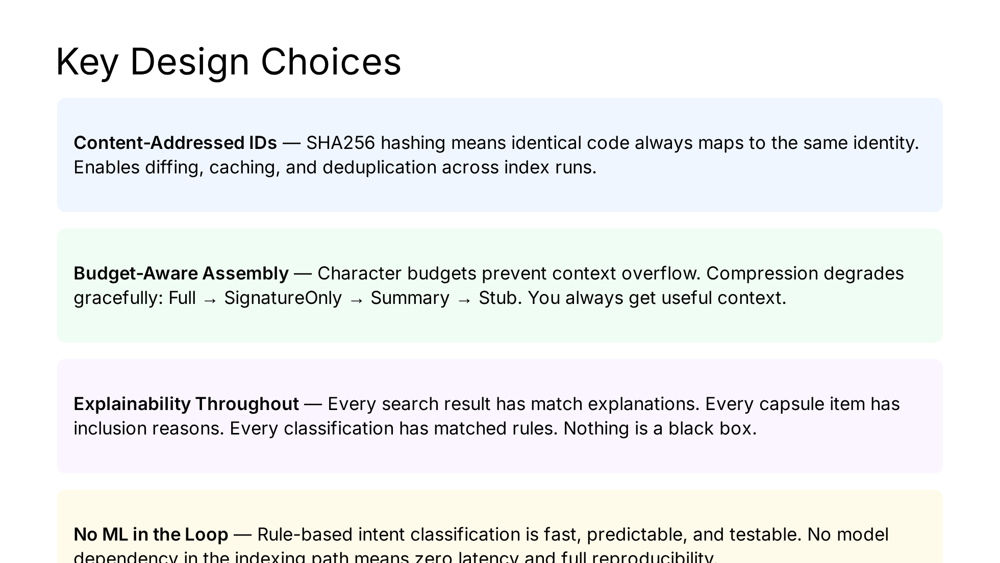 Key Design Choices
Content-Addressed IDs — SHA256 hashing means identical code always maps to the same identity.
Enables diffing, caching, and deduplication across index runs.
Budget-Aware Assembly — Character budgets prevent context overflow. Compression degrades
gracefully: Full → SignatureOnly → Summary → Stub. You always get useful context.
Explainability Throughout — Every search result has match explanations. Every capsule item has
inclusion reasons. Every classification has matched rules. Nothing is a black box.
No ML in the Loop — Rule-based intent classification is fast, predictable, and testable. No model
dependency in the indexing path means zero latency and full reproducibility.